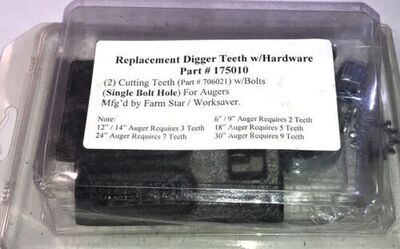 Replacement Digger Teeth w/Hardware
Part # 175010
(2) Cutting Teeth (Part # 706021) w/Bolts
(Single Bolt Hole) For Augers
Mfg'd by Farm Star / Worksaver.
Note: 6" / 9" Auger Requires 2 Teeth
12" / 14" Auger Requires 3 Teeth 18" Auger Requires 5 Teeth
24" Auger Requires 7 Teeth 30" Auger Requires 9 Teeth